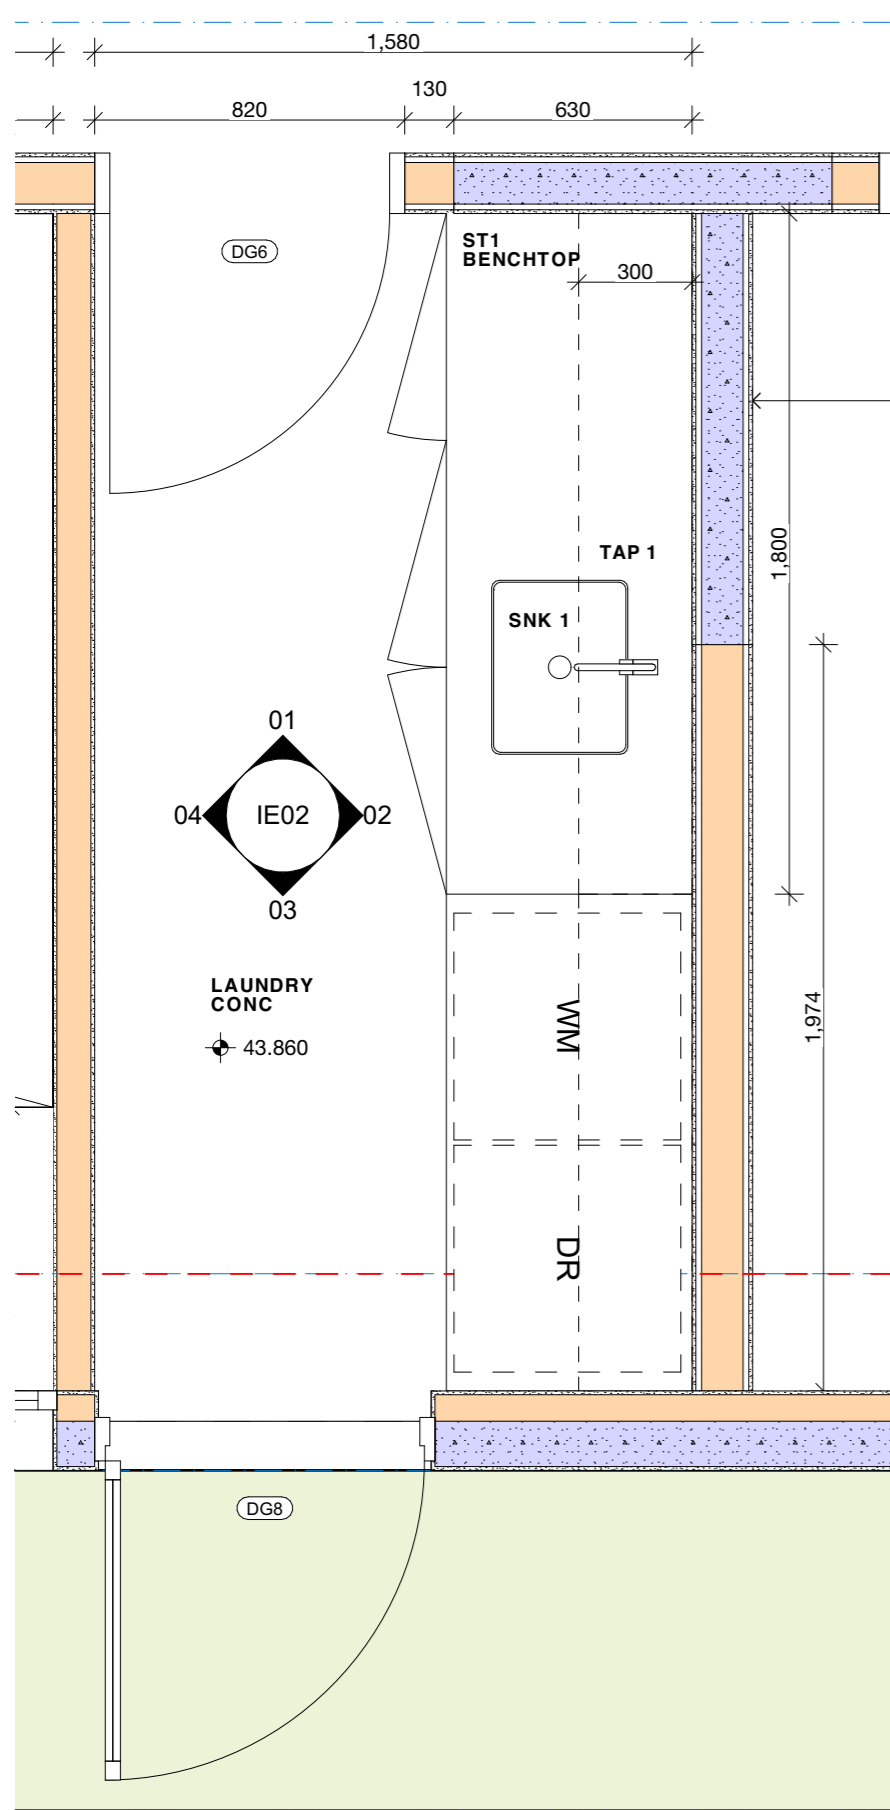 1,580
130
820
630
DG6
ST1
BENCHTOP
300
1,800
TAP 1
SNK 1
01
04
IE02
02
03
LAUNDRY
CONC
43.860
WM
1,974
DR
DG8